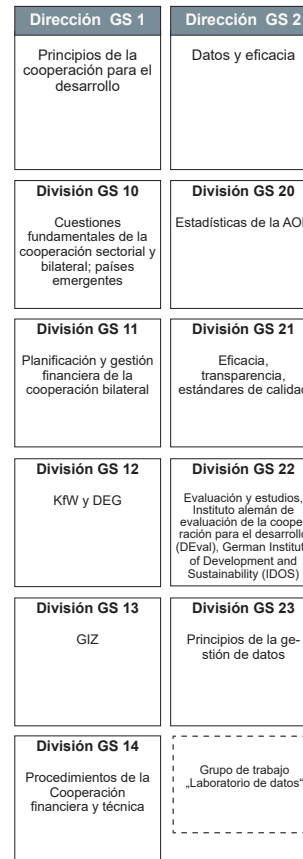 Dirección GS 1
Principios de la
cooperación para el
desarrollo
División GS 10
Cuestiones
fundamentales de la
cooperación sectorial y
bilateral; países
emergentes
División GS 11
Planificación y gestión
financiera de la
cooperación bilateral
División GS 12
KfW y DEG
División GS 13
GIZ
División GS 14
Procedimientos de la
Cooperación
financiera y técnica
Dirección GS 2
Datos y eficacia
División GS 20
Estadísticas de la
División GS 21
Eficacia,
transparencia,
estándares de calidad
División GS 22
Evaluación y estudios,
Instituto alemán de
evaluación de la coope-
ración para el desarrollo
(DEval), German Institut
of Development and
Sustainability (IDOS)
División GS 23
Principios de la ge-
stión de datos
Grupo de trabajo
„Laboratorio de datos“